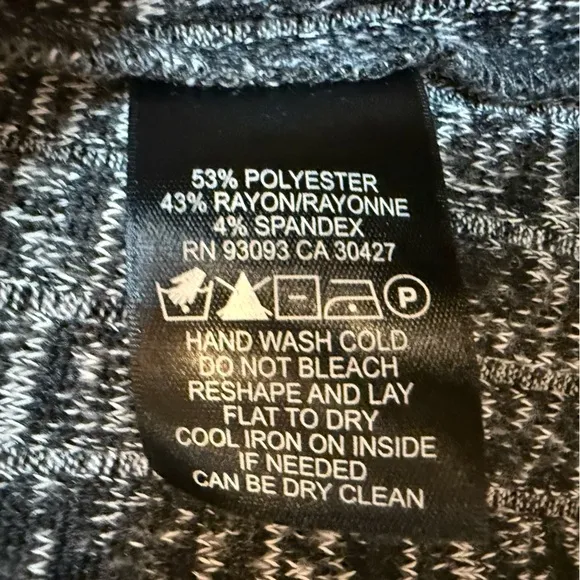 53% POLYESTER
43% RAYON/RAYONNE
4% SPANDEX
RN 93093 CA 30427
P
HAND WASH COLD
DO NOT BLEACH
RESHAPE AND LAY
FLAT TO DRY
COOL IRON ON INSIDE
IF NEEDED
CAN BE DRY CLEAN